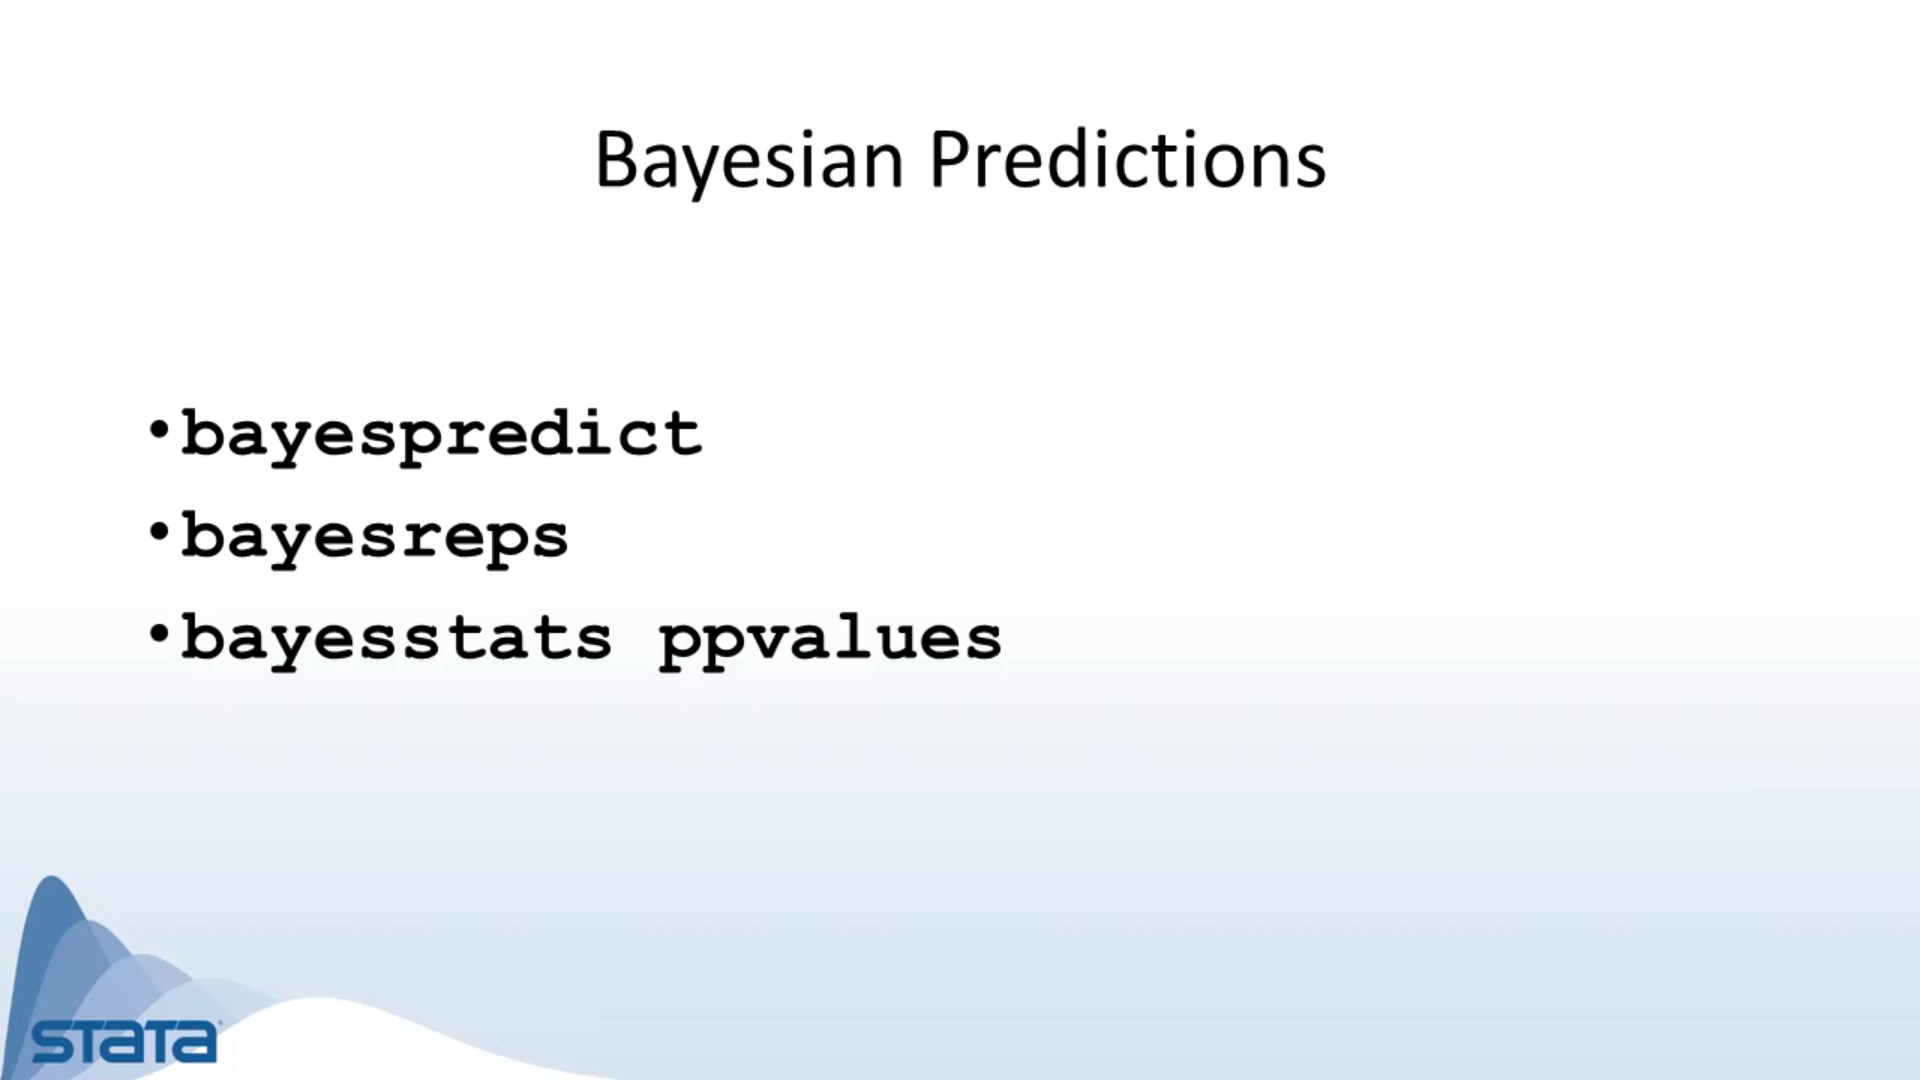 Bayesian Predictions
•bayespredict
•bayesreps
•bayesstats ppvalues
stata